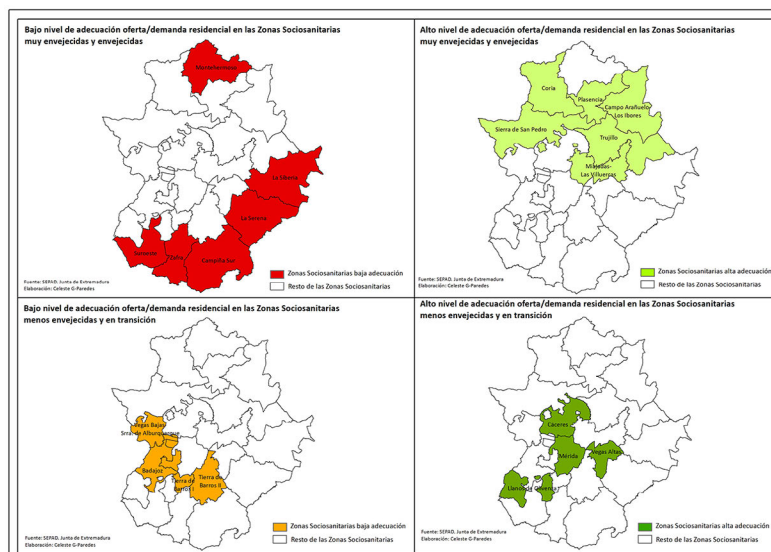 Bajo nivel de adecuación oferta/demanda residencial en las Zonas Sociosanitarias
muy envejecidas y envejecidas
Montehermoso
La Siberia
La Serena
Suroeste
Zafra
Campiña Sur
Zonas Sociosanitarias baja adecuación
Resto de las Zonas Sociosanitarias
Fuente: SEPAD. Junta de Extremadura
Elaboración: Celeste G-Paredes
Alto nivel de adecuación oferta/demanda residencial en las Zonas Sociosanitarias
muy envejecidas y envejecidas
Coria
Plasencia
Campo Arañuelo
Los Ibores
Sierra de San Pedro
Trujillo
Miajadas-
Las Villuercas
Zonas Sociosanitarias alta adecuación
Resto de las Zonas Sociosanitarias
Fuente: SEPAD. Junta de Extremadura
Elaboración: Celeste G-Paredes
Bajo nivel de adecuación oferta/demanda residencial en las Zonas Sociosanitarias
menos envejecidas y en transición
Vegas Bajas
Sra. de Alburquerque
Badajoz
Tierra de
Barros I
Tierra de
Barros II
Zonas Sociosanitarias baja adecuación
Resto de las Zonas Sociosanitarias
Fuente: SEPAD. Junta de Extremadura
Elaboración: Celeste G-Paredes
Alto nivel de adecuación oferta/demanda residencial en las Zonas Sociosanitarias
menos envejecidas y en transición
Cáceres
Mérida
Vegas Altas
Llanos de Olivenza
Zonas Sociosanitarias alta adecuación
Resto de las Zonas Sociosanitarias
Fuente: SEPAD. Junta de Extremadura
Elaboración: Celeste G-Paredes